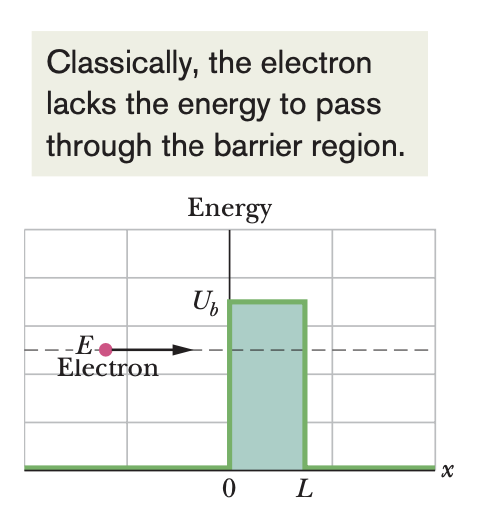 Classically, the electron
lacks the energy to pass
through the barrier region.
Energy
U_b
E
Electron
x
0 L